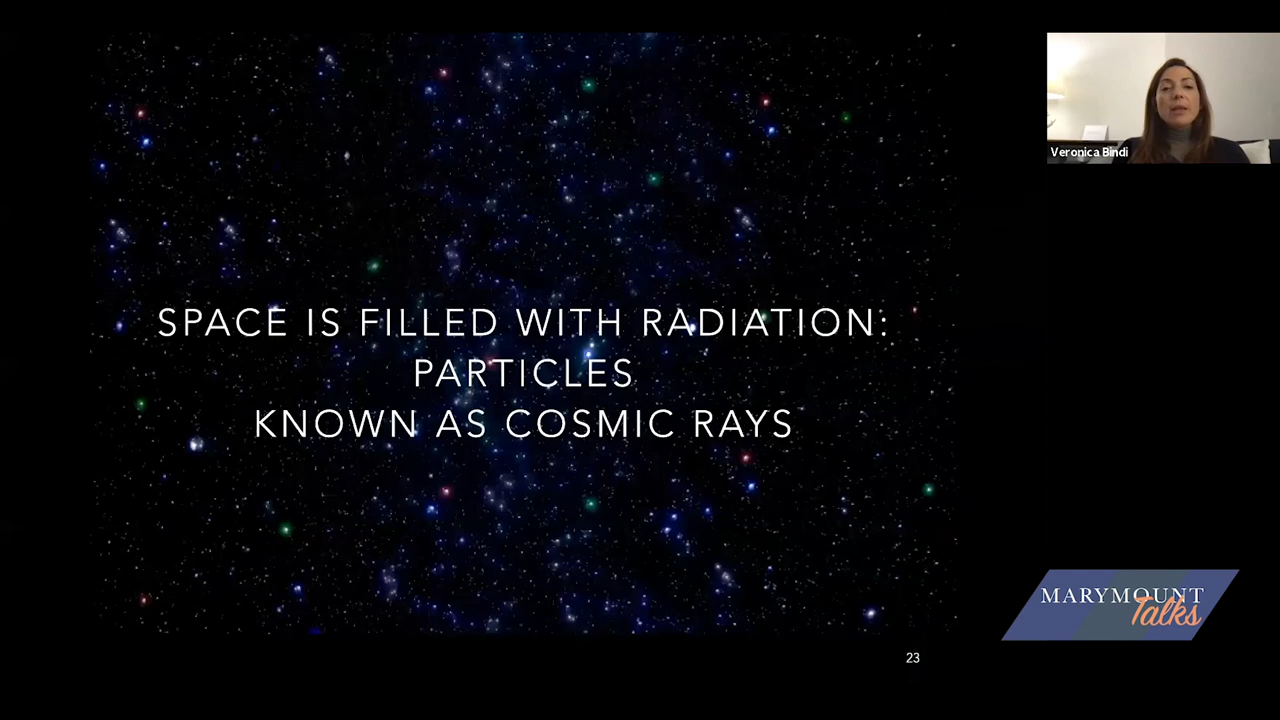 SPACE IS FILLED WITH RADIATION:
PARTICLES
KNOWN AS COSMIC RAYS
Veronica Bindi
MARYMOUNT
Talks
23